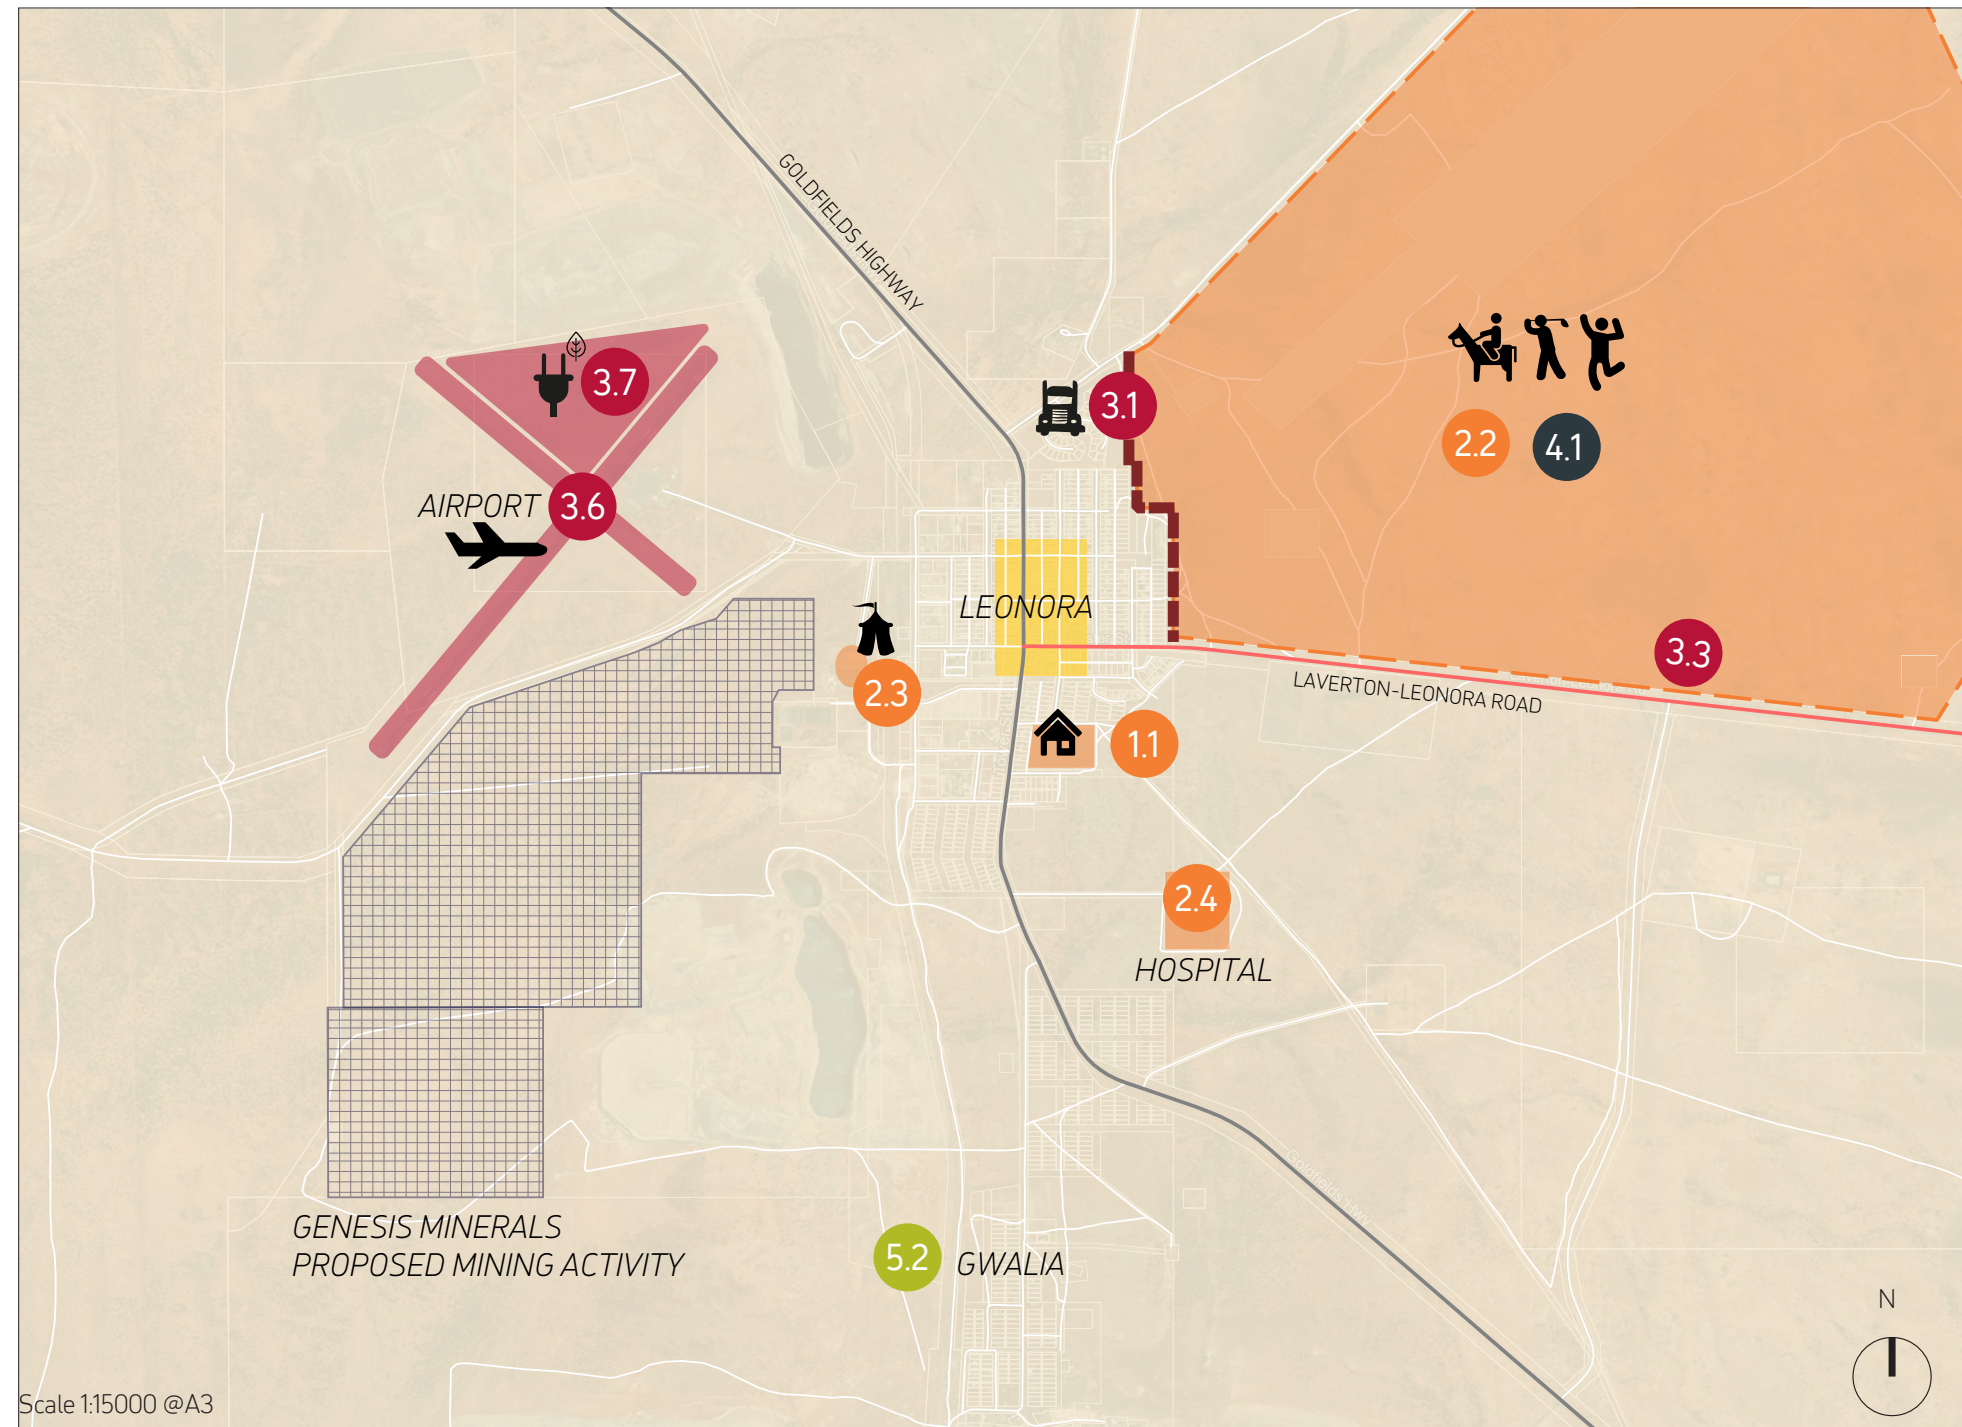 GOLDFIELDS HIGHWAY
3.7
3.1
2.2
4.1
AIRPORT
3.6
LEONORA
3.3
2.3
LAVERTON-LEONORA ROAD
1.1
2.4
HOSPITAL
Goldfields Hwy
GENESIS MINERALS
PROPOSED MINING ACTIVITY
5.2
GWALIA
N
Scale 1:15000 @A3